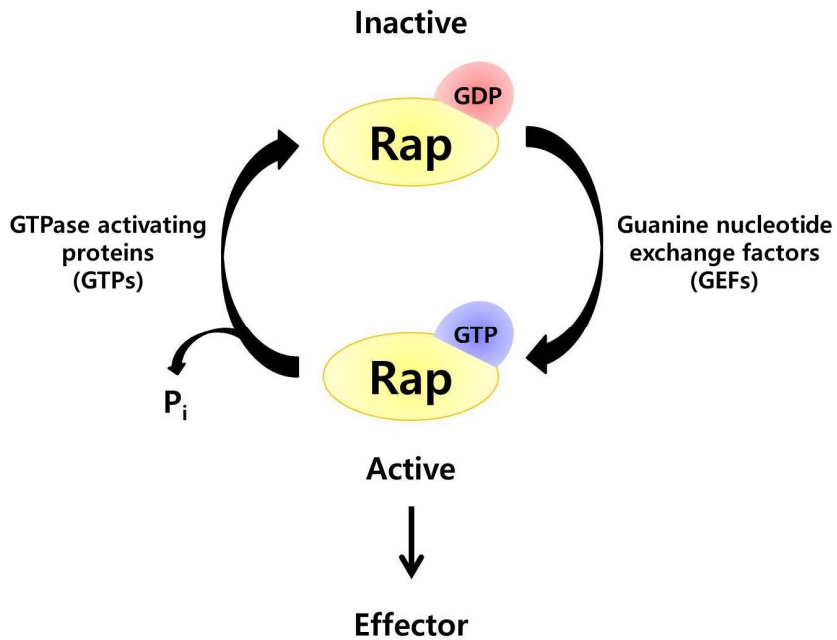 Inactive
GDP
Rap
GTPase activating
proteins
(GTPs)
Guanine nucleotide
exchange factors
(GEFs)
GTP
Rap
Pi
Active
Effector